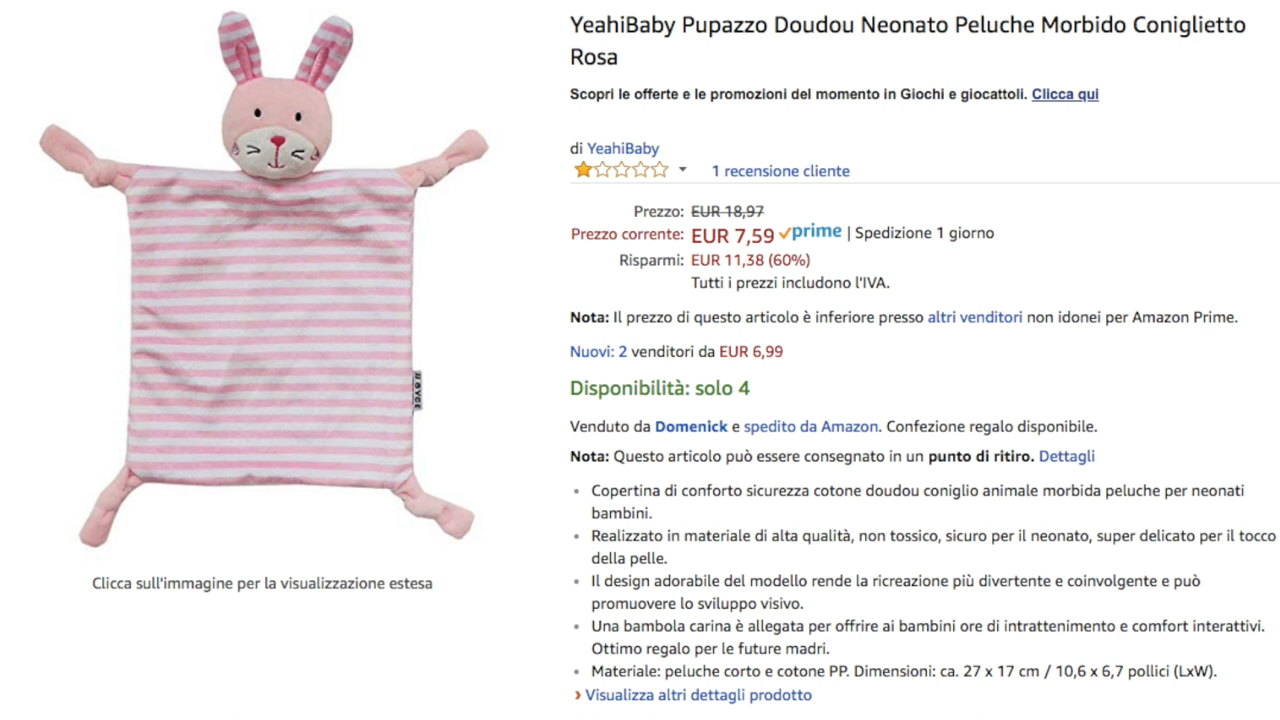 YeahiBaby Pupazzo Doudou Neonato Peluche Morbido Coniglietto
Rosa
Scopri le offerte e le promozioni del momento in Giochi e giocattoli. Clicca qui
di YeahiBaby
1 recensione cliente
Prezzo: EUR 18,97
Prezzo corrente: EUR 7,59 prime | Spedizione 1 giorno
Risparmi: EUR 11,38 (60%)
Tutti i prezzi includono l'IVA.
Nota: Il prezzo di questo articolo è inferiore presso altri venditori non idonei per Amazon Prime.
Nuovi: 2 venditori da EUR 6,99
Disponibilità: solo 4
Venduto da Domenick e spedito da Amazon. Confezione regalo disponibile.
Nota: Questo articolo può essere consegnato in un punto di ritiro. Dettagli
Copertina di conforto sicurezza cotone doudou coniglio animale morbida peluche per neonati
bambini.
Realizzato in materiale di alta qualità, non tossico, sicuro per il neonato, super delicato per il tocco
della pelle.
Il design adorabile del modello rende la ricreazione più divertente e coinvolgente e può
promuovere lo sviluppo visivo.
Una bambola carina è allegata per offrire ai bambini ore di intrattenimento e comfort interattivi.
Ottimo regalo per le future madri.
Materiale: peluche corto e cotone PP. Dimensioni: ca. 27 x 17 cm / 10,6 x 6,7 pollici (LxW).
› Visualizza altri dettagli prodotto
Clicca sull'immagine per la visualizzazione estesa